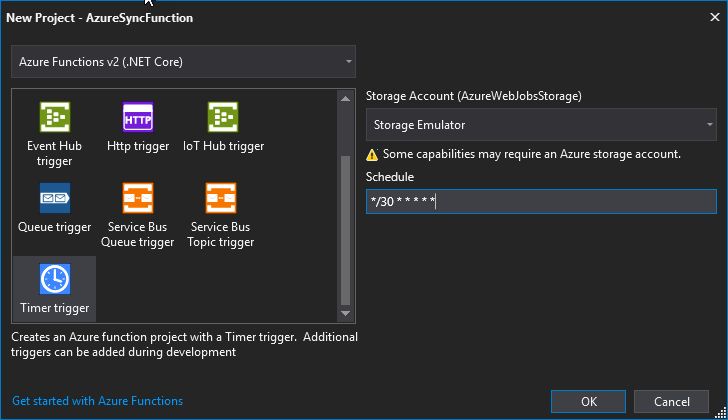 New Project - AzureSyncFunction
Azure Functions v2 (.NET Core)
Event Hub
trigger
Http trigger
IoT Hub trigger
HTTP
Queue trigger
Service Bus
Queue trigger
Service Bus
Topic trigger
Timer trigger
Creates an Azure function project with a Timer trigger. Additional
triggers can be added during development
Storage Account (AzureWebJobsStorage)
Storage Emulator
Some capabilities may require an Azure storage account.
Schedule
*/30 * * * * *
Get started with Azure Functions
OK
Cancel